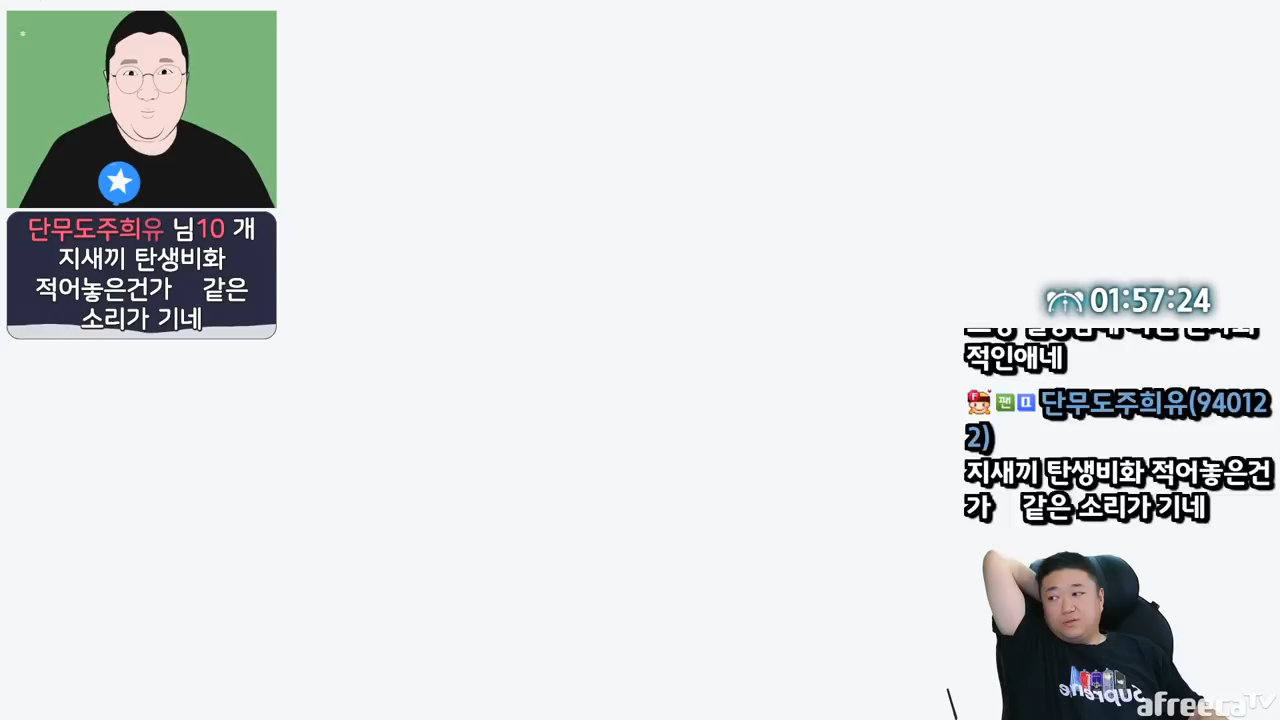 단무도주희유 님10 개
지새끼 탄생비화
적어놓은건가 같은
소리가 기네
01:57:24
적인애네
F 팬 단무도주희유(94012
2)
지새끼 탄생비화 적어놓은건
가 같은 소리가 기네
Supreme
afreecaTV